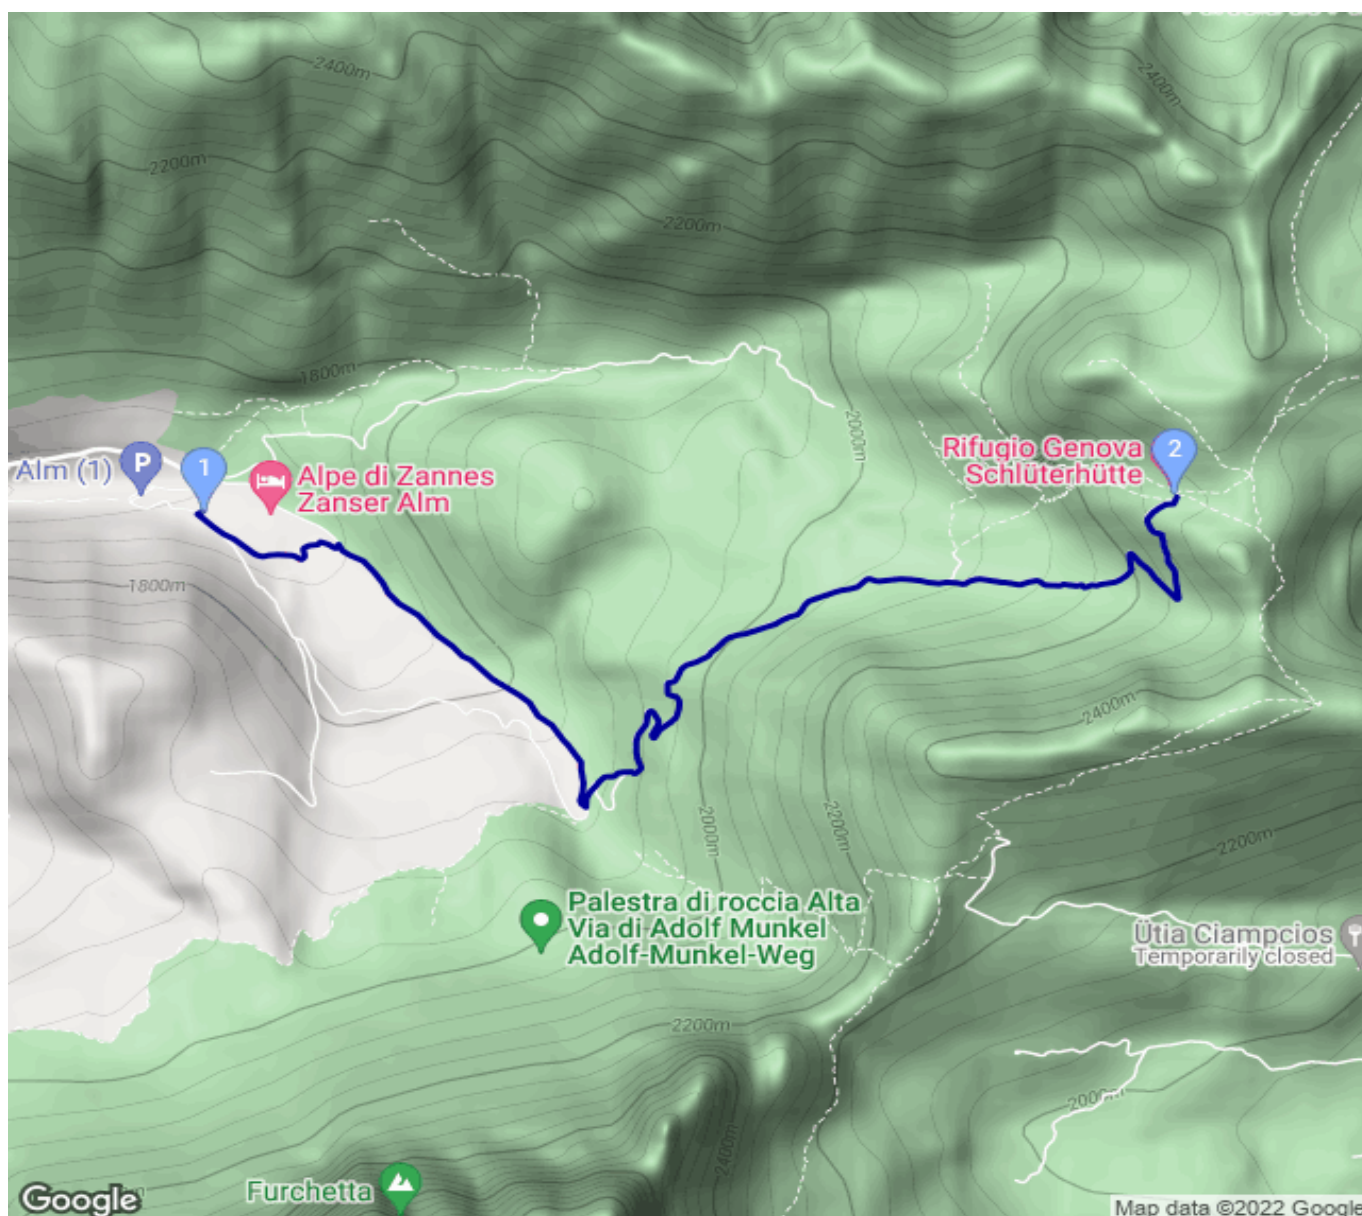 2400m
2400m
2200m
2200m
1800m
2000m
Rifugio Genova
Schlüterhütte
2
Alm (1)
P
1
Alpe di Zannes
Zanser Alm
1800m
2400m
2000m
2200m
2200m
Palestra di roccia Alta
Via di Adolf Munkel
Adolf-Munkel-Weg
Ütia Ciampcios
Temporarily closed
2200m
2400m
2000m
Furchetta
Google
Map data ©2022 Google